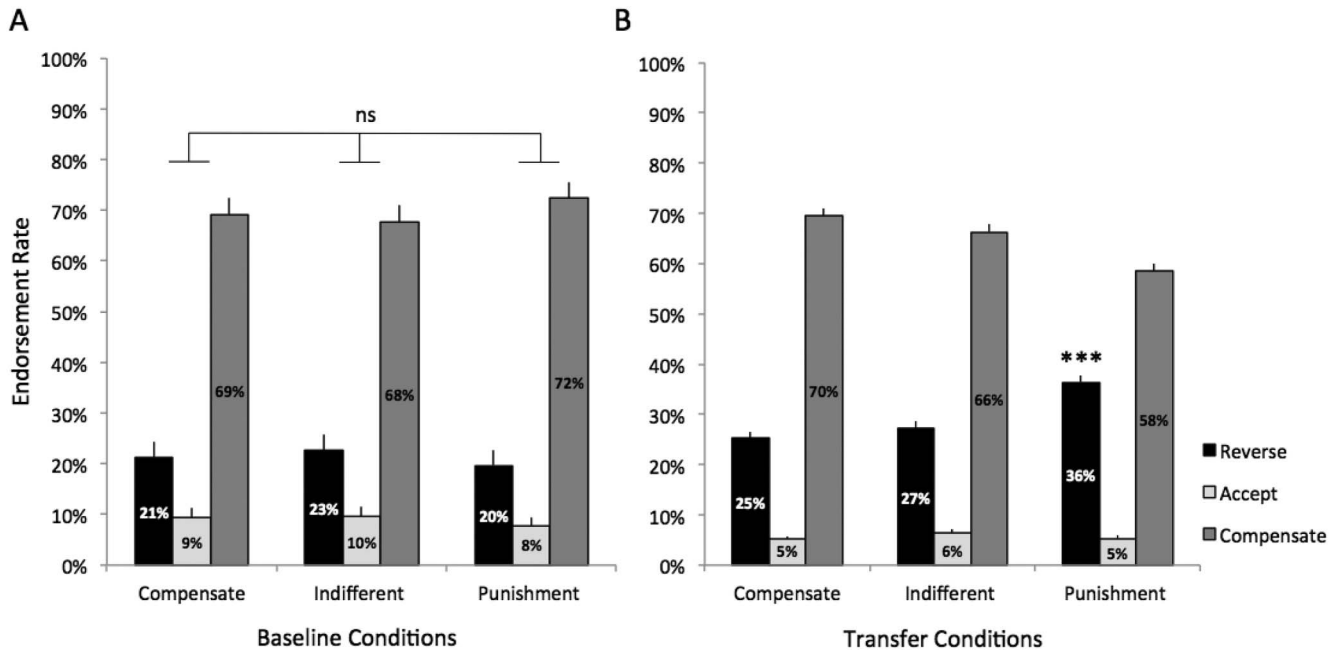 A
100%
90%
80%
70%
60%
50%
40%
30%
20%
10%
0%
Endorsement Rate
ns
21%
9%
69%
23%
10%
68%
20%
8%
72%
Compensate
Indifferent
Punishment
Baseline Conditions
B
100%
90%
80%
70%
60%
50%
40%
30%
20%
10%
0%
25%
5%
70%
27%
6%
66%
***
36%
5%
58%
Compensate
Indifferent
Punishment
Transfer Conditions
Reverse
Accept
Compensate